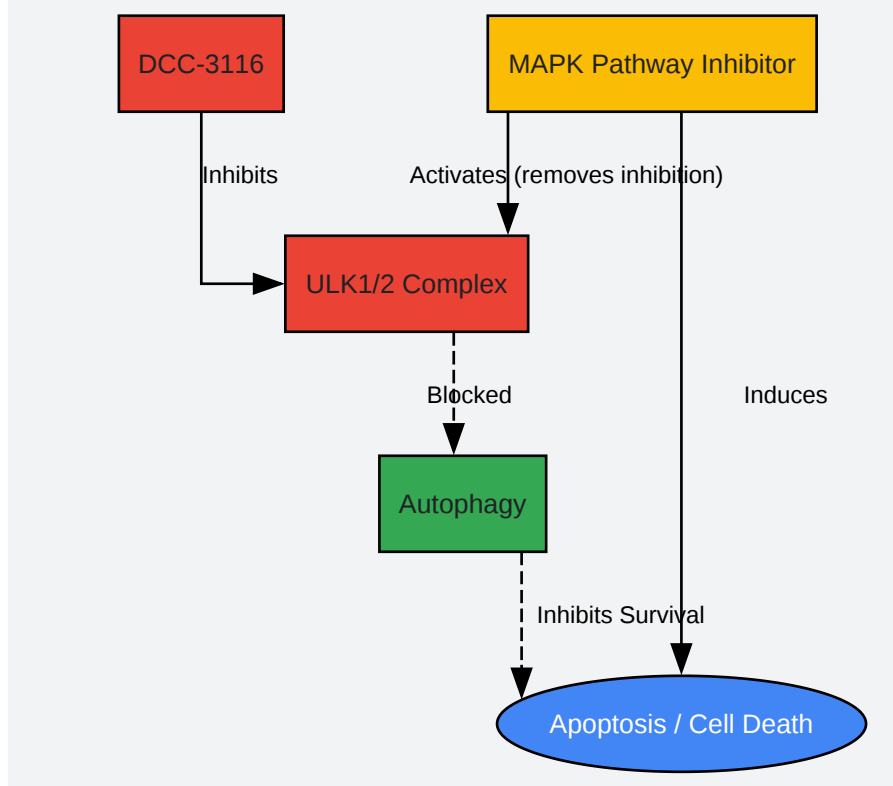 DCC-3116
MAPK Pathway Inhibitor
Inhibits
Activates (removes inhibition)
ULK1/2 Complex
Blocked
Induces
Autophagy
Inhibits Survival
Apoptosis / Cell Death